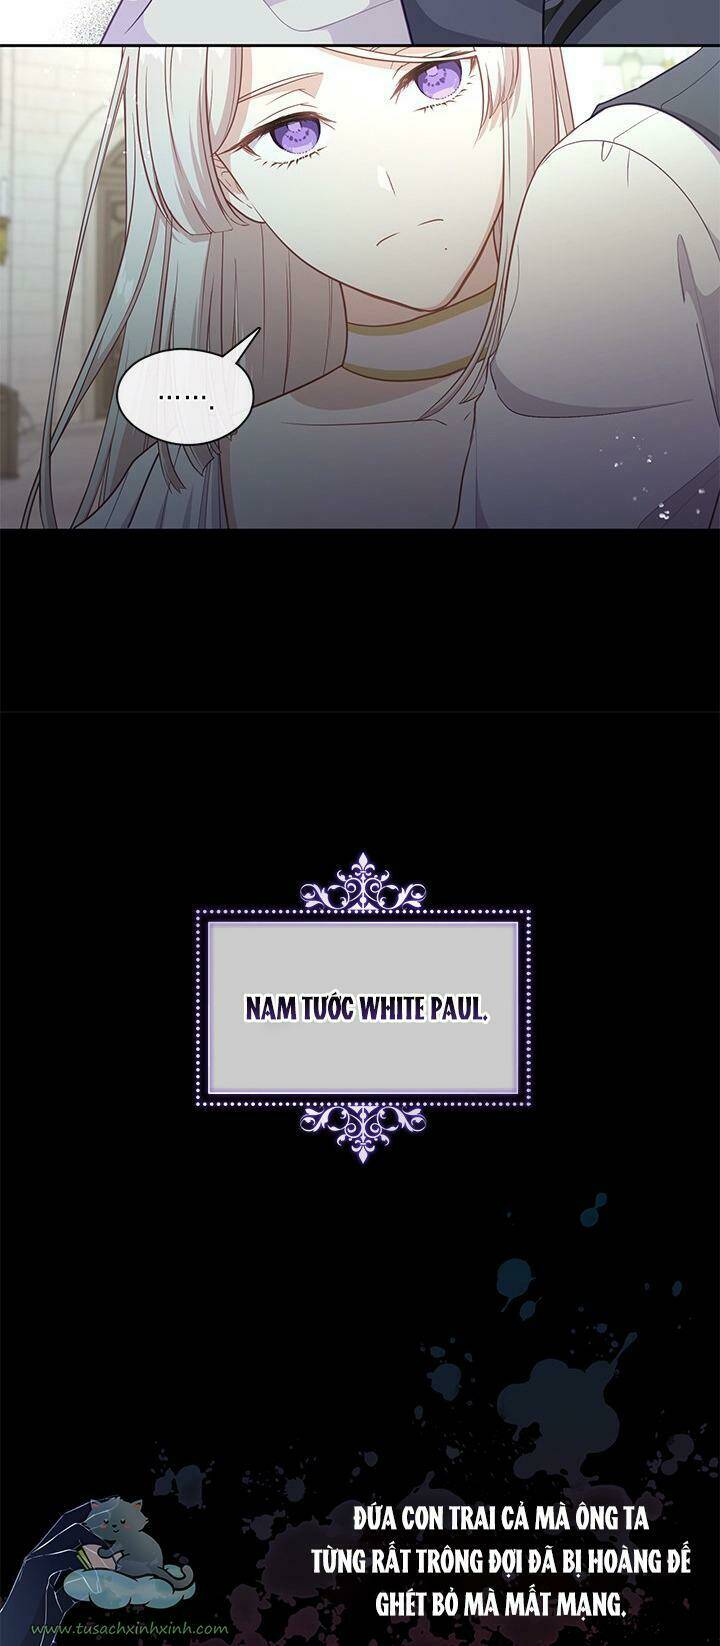 …….
NAM TƯỚC WHITE PAUL.
ĐỨA CON TRAI CẢ MÀ ÔNG TA
TỪNG RẤT TRÔNG ĐỢI ĐÃ BỊ HOÀNG ĐẾ
GHÉT BỎ MÀ MẤT MẠNG.
www.tusachxinhxinh.com